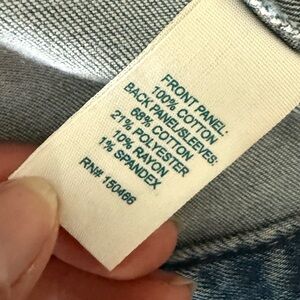 FRONT PANEL:
100% COTTON
BACK PANEL/SLEEVES:
68% COTTON
21% POLYESTER
10% RAYON
1% SPANDEX
RN# 150466